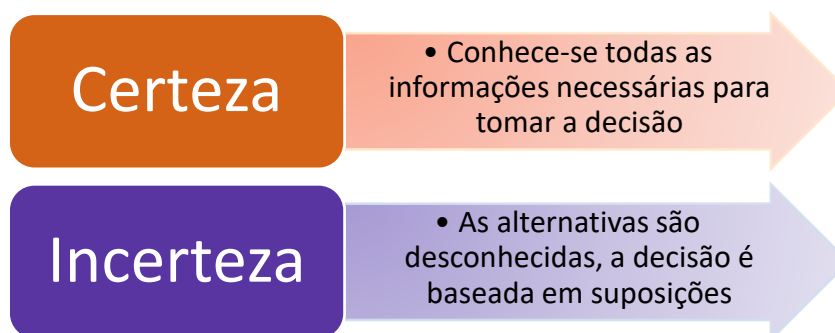 Certeza
• Conhece-se todas as
informações necessárias para
tomar a decisão
Incerteza
• As alternativas são
desconhecidas, a decisão é
baseada em suposições